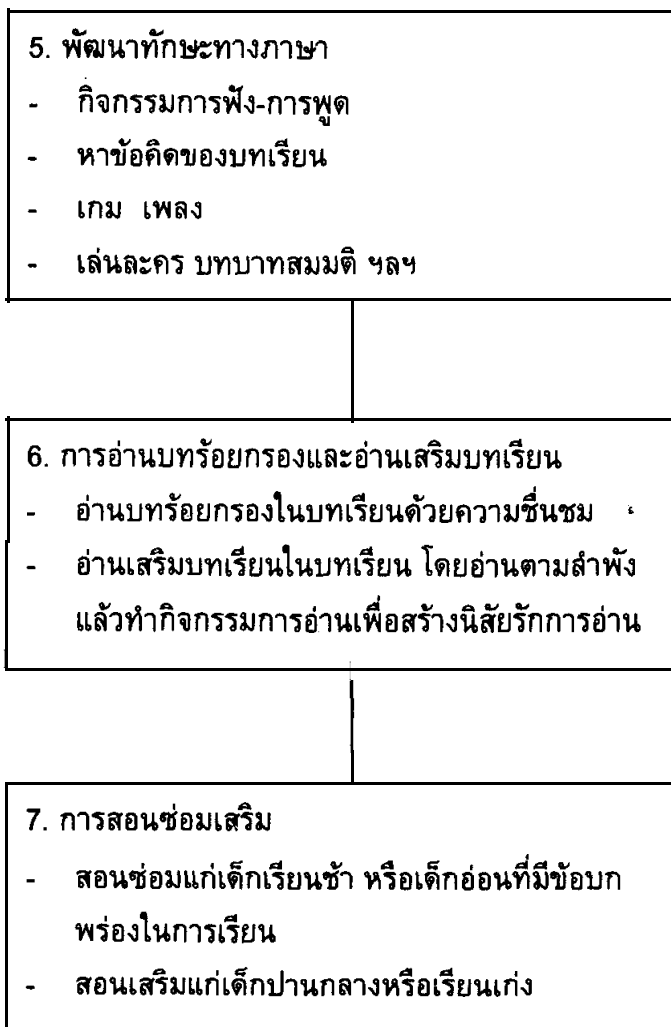 5. พัฒนาทักษะทางภาษา
- กิจกรรมการฟัง-การพูด
- หาข้อคิดของบทเรียน
- เกม เพลง
- เล่นละคร บทบาทสมมติ ฯลฯ
6. การอ่านบทร้อยกรองและอ่านเสริมบทเรียน
- อ่านบทร้อยกรองในบทเรียนด้วยความชื่นชม
- อ่านเสริมบทเรียนในบทเรียน โดยอ่านตามลำพัง
แล้วทำกิจกรรมการอ่านเพื่อสร้างนิสัยรักการอ่าน
7. การสอนซ่อมเสริม
- สอนซ่อมแก่เด็กเรียนช้า หรือเด็กอ่อนที่มีข้อบก
พร่องในการเรียน
- สอนเสริมแก่เด็กปานกลางหรือเรียนเก่ง